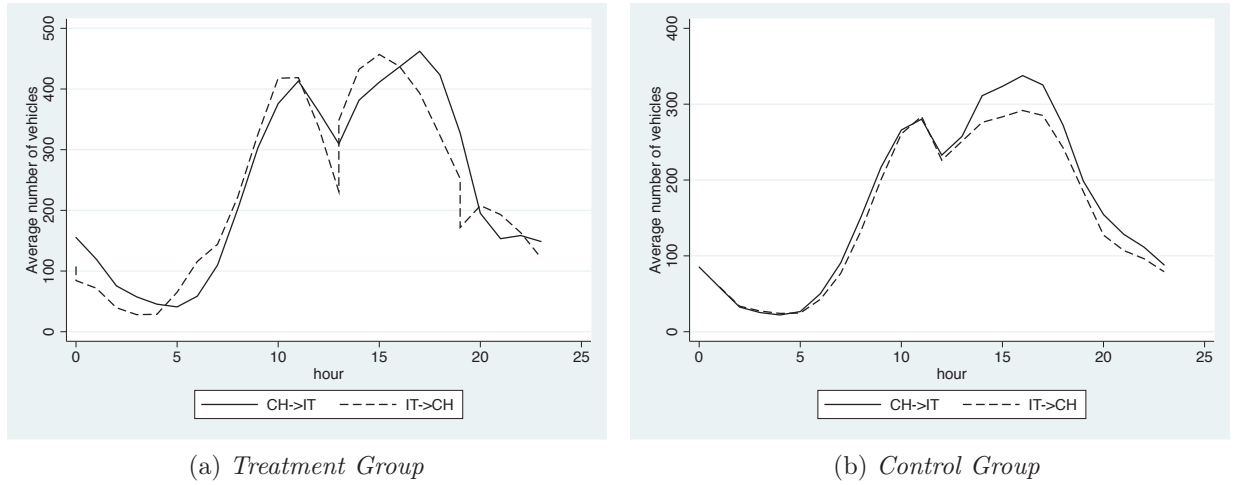 Average number of vehicles
500
400
300
200
100
0
0 5 10 15 20 25
hour
CH->IT IT->CH
(a) Treatment Group
Average number of vehicles
400
300
200
100
0
0 5 10 15 20 25
hour
CH->IT IT->CH
(b) Control Group